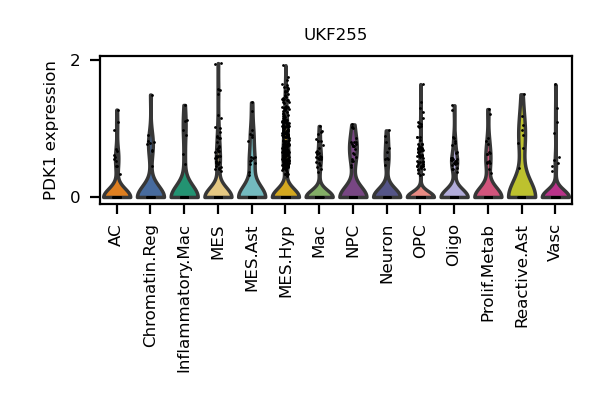 UKF255
PDK1 expression
2
0
AC
Chromatin.Reg
Inflammatory.Mac
MES
MES.Ast
MES.Hyp
Mac
NPC
Neuron
OPC
Oligo
Prolif.Metab
Reactive.Ast
Vasc